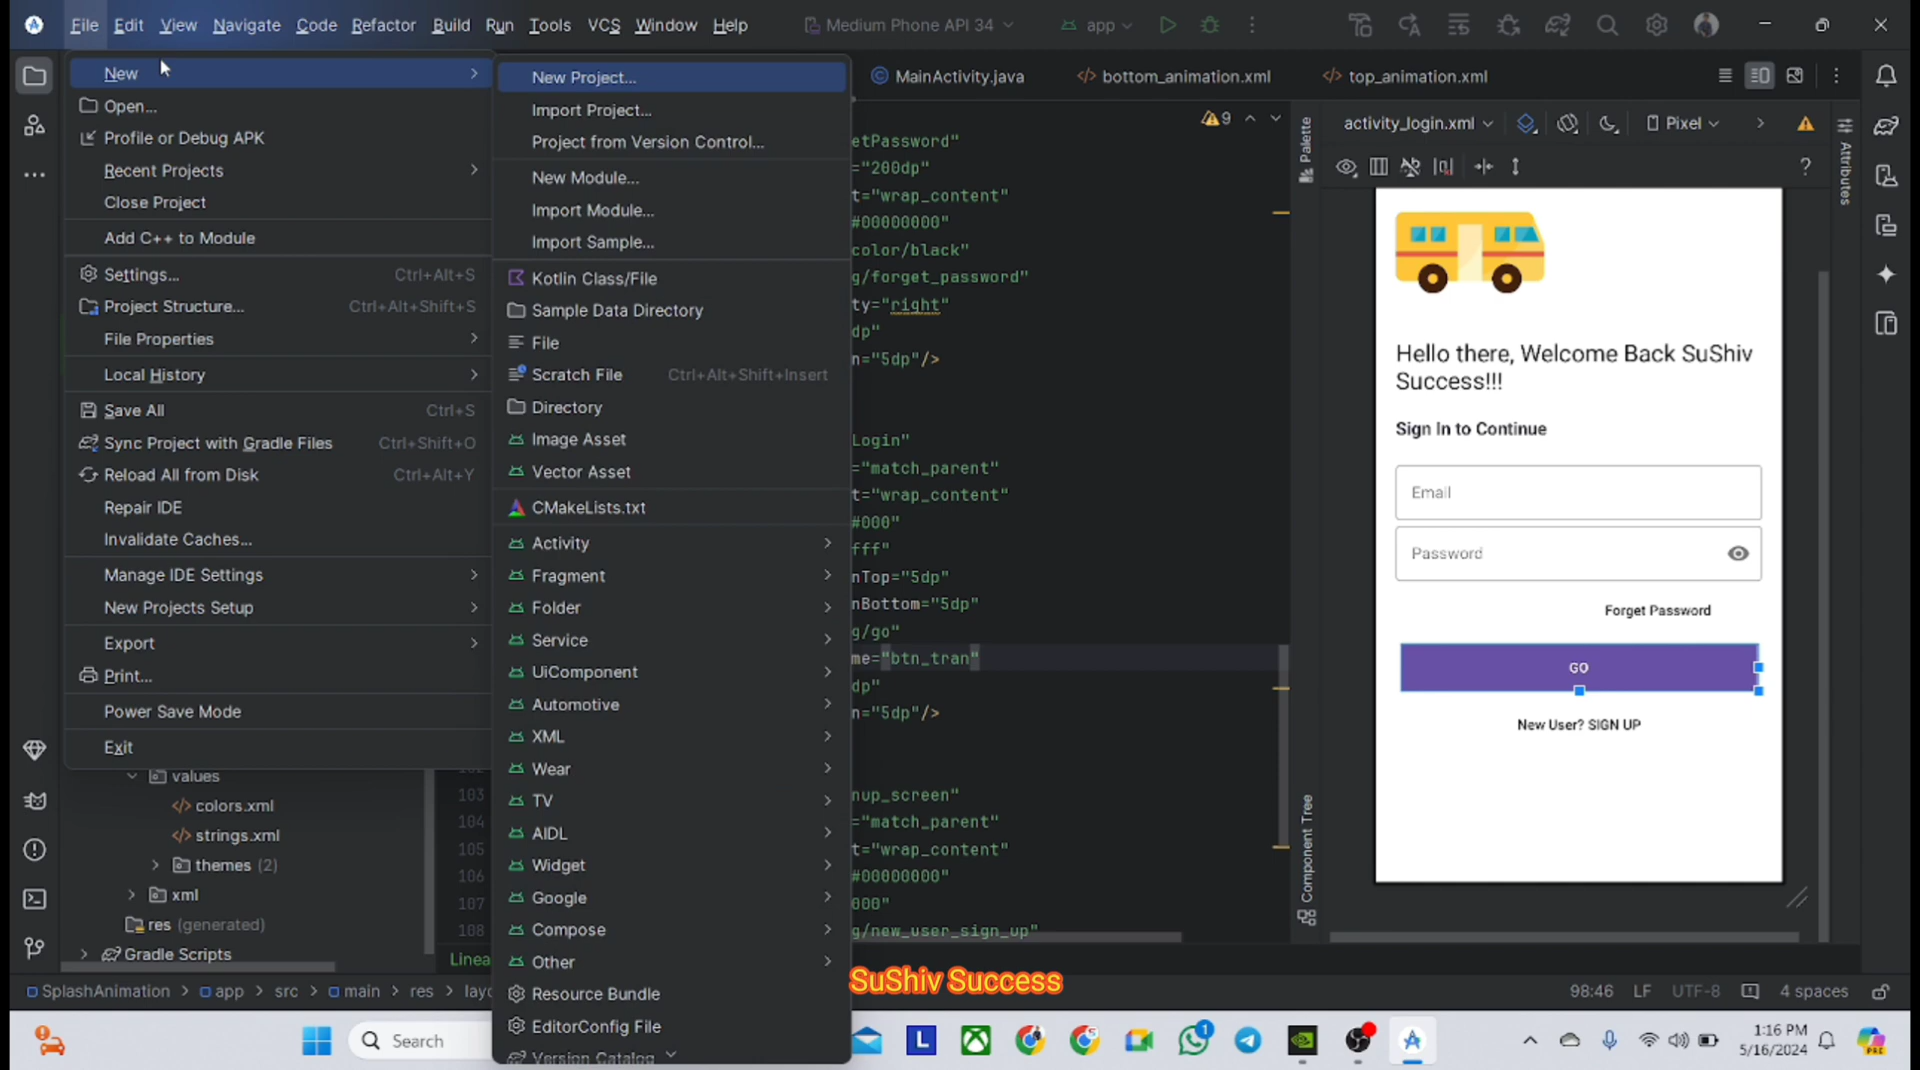 File Edit View Navigate Code Refactor Build Run Tools VCS Window Help Medium Phone API 34 app
New
Open...
Profile or Debug APK
Recent Projects
Close Project
Add C++ to Module
Settings... Ctrl+Alt+S
Project Structure... Ctrl+Alt+Shift+S
File Properties
Local History
Save All Ctrl+S
Sync Project with Gradle Files Ctrl+Shift+O
Reload All from Disk Ctrl+Alt+Y
Repair IDE
Invalidate Caches...
Manage IDE Settings
New Projects Setup
Export
Print...
Power Save Mode
Exit
New Project...
Import Project...
Project from Version Control...
New Module...
Import Module...
Import Sample...
Kotlin Class/File
Sample Data Directory
File
Scratch File Ctrl+Alt+Shift+Insert
Directory
Image Asset
Vector Asset
CMakeLists.txt
Activity
Fragment
Folder
Service
UiComponent
Automotive
XML
Wear
TV
AIDL
Widget
Google
Compose
Other
Resource Bundle
EditorConfig File
Version Catalog
values
colors.xml
strings.xml
themes (2)
xml
res (generated)
Gradle Scripts
103
104
105
106
107
108
Linea
MainActivity.java bottom_animation.xml top_animation.xml
9
etPassword"
="200dp"
t="wrap_content"
#00000000"
color/black"
g/forget_password"
ty="right"
dp"
n="5dp"/>
Login"
="match_parent"
="wrap_content"
#000"
fff"
nTop="5dp"
nBottom="5dp"
g/go"
me="btn_tran"
dp"
n="5dp"/>
nup_screen"
="match_parent"
t="wrap_content"
#00000000"
000"
g/new_user_sign_up"
Palette
Component Tree
activity_login.xml Pixel
Attributes
?
Hello there, Welcome Back SuShiv
Success!!!
Sign In to Continue
Email
Password
Forget Password
GO
New User? SIGN UP
SuShiv Success
SplashAnimation > app > src > main > res > layo
98:46 LF UTF-8 4 spaces
Search
L
1
1:16 PM
5/16/2024
PRE